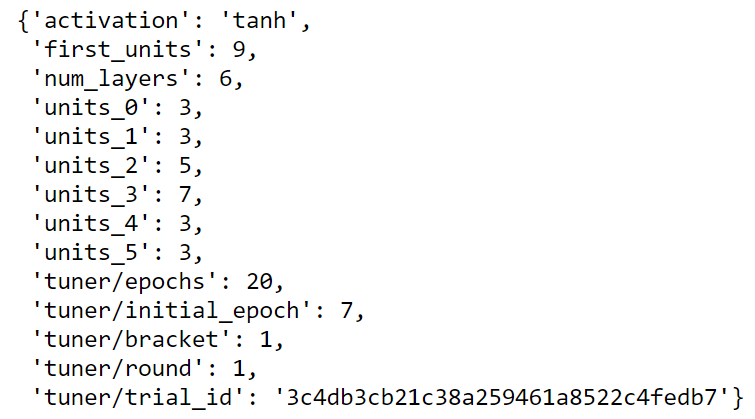 {'activation': 'tanh',
'first_units': 9,
'num_layers': 6,
'units_0': 3,
'units_1': 3,
'units_2': 5,
'units_3': 7,
'units_4': 3,
'units_5': 3,
'tuner/epochs': 20,
'tuner/initial_epoch': 7,
'tuner/bracket': 1,
'tuner/round': 1,
'tuner/trial_id': '3c4db3cb21c38a259461a8522c4fedb7'}